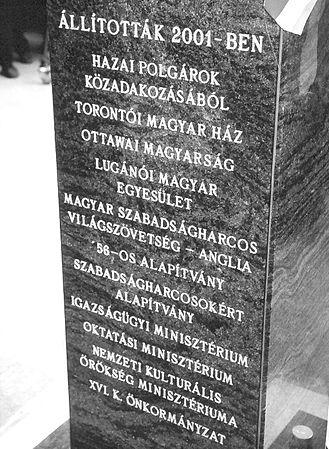 ÁLLÍTOTTÁK 2001-BEN
HAZAI POLGÁROK
KÖZADAKOZÁSÁBÓL
TORONTÓI MAGYAR HÁZ
OTTAWAI MAGYARSÁG
LUGÁNÓI MAGYAR
EGYESÜLET
MAGYAR SZABADSÁGHARCOS
VILÁGSZÖVETSÉG – ANGLIA
'56-OS ALAPÍTVÁNY
SZABADSÁGHARCOSOKÉRT
ALAPÍTVÁNY
IGAZSÁGÜGYI MINISZTÉRIUM
OKTATÁSI MINISZTÉRIUM
NEMZETI KULTURÁLIS
ÖRÖKSÉG MINISZTÉRIUMA
XVI. K. ÖNKORMÁNYZAT